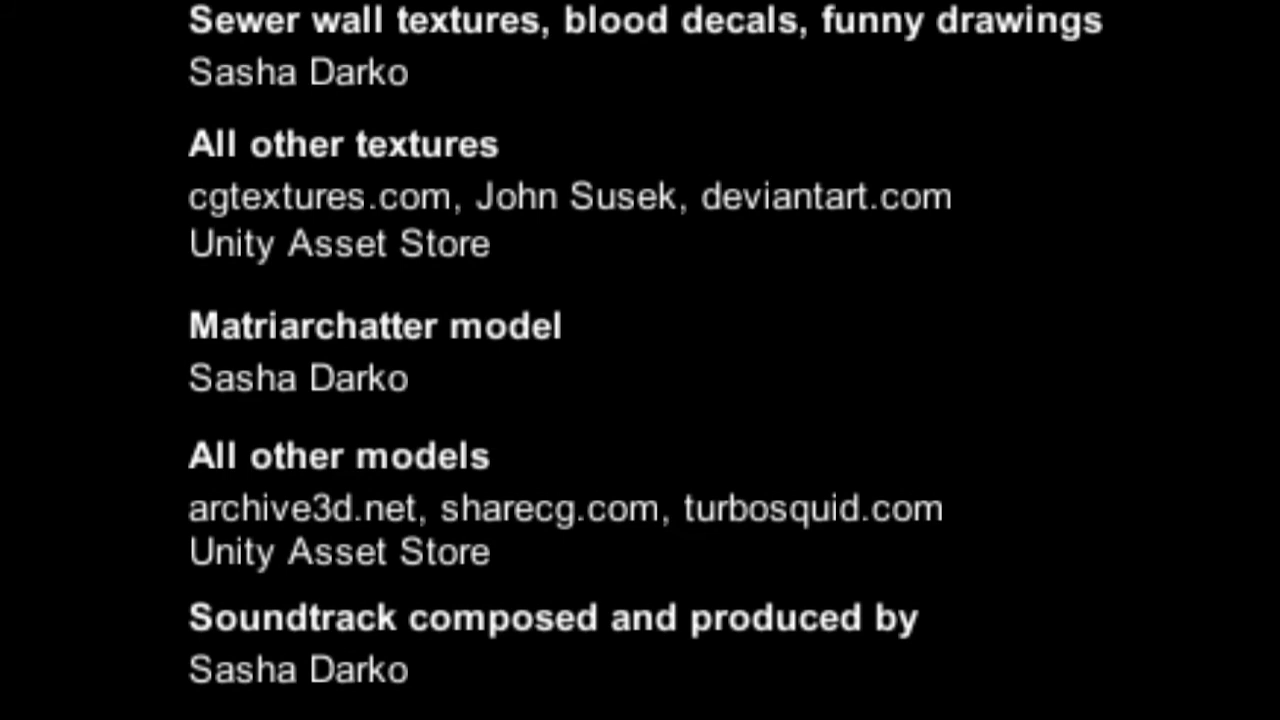 Sewer wall textures, blood decals, funny drawings
Sasha Darko
All other textures
cgtextures.com, John Susek, deviantart.com
Unity Asset Store
Matriarchatter model
Sasha Darko
All other models
archive3d.net, sharecg.com, turbosquid.com
Unity Asset Store
Soundtrack composed and produced by
Sasha Darko